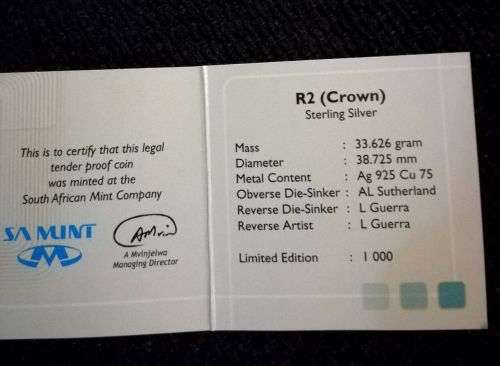 This is to certify that this legal
tender proof coin
was minted at the
South African Mint Company
SA MINT
A Mvinjelwa
Managing Director
R2 (Crown)
Sterling Silver
Mass : 33.626 gram
Diameter : 38.725 mm
Metal Content : Ag 925 Cu 75
Obverse Die-Sinker : AL Sutherland
Reverse Die-Sinker : L Guerra
Reverse Artist : L Guerra
Limited Edition : 1 000